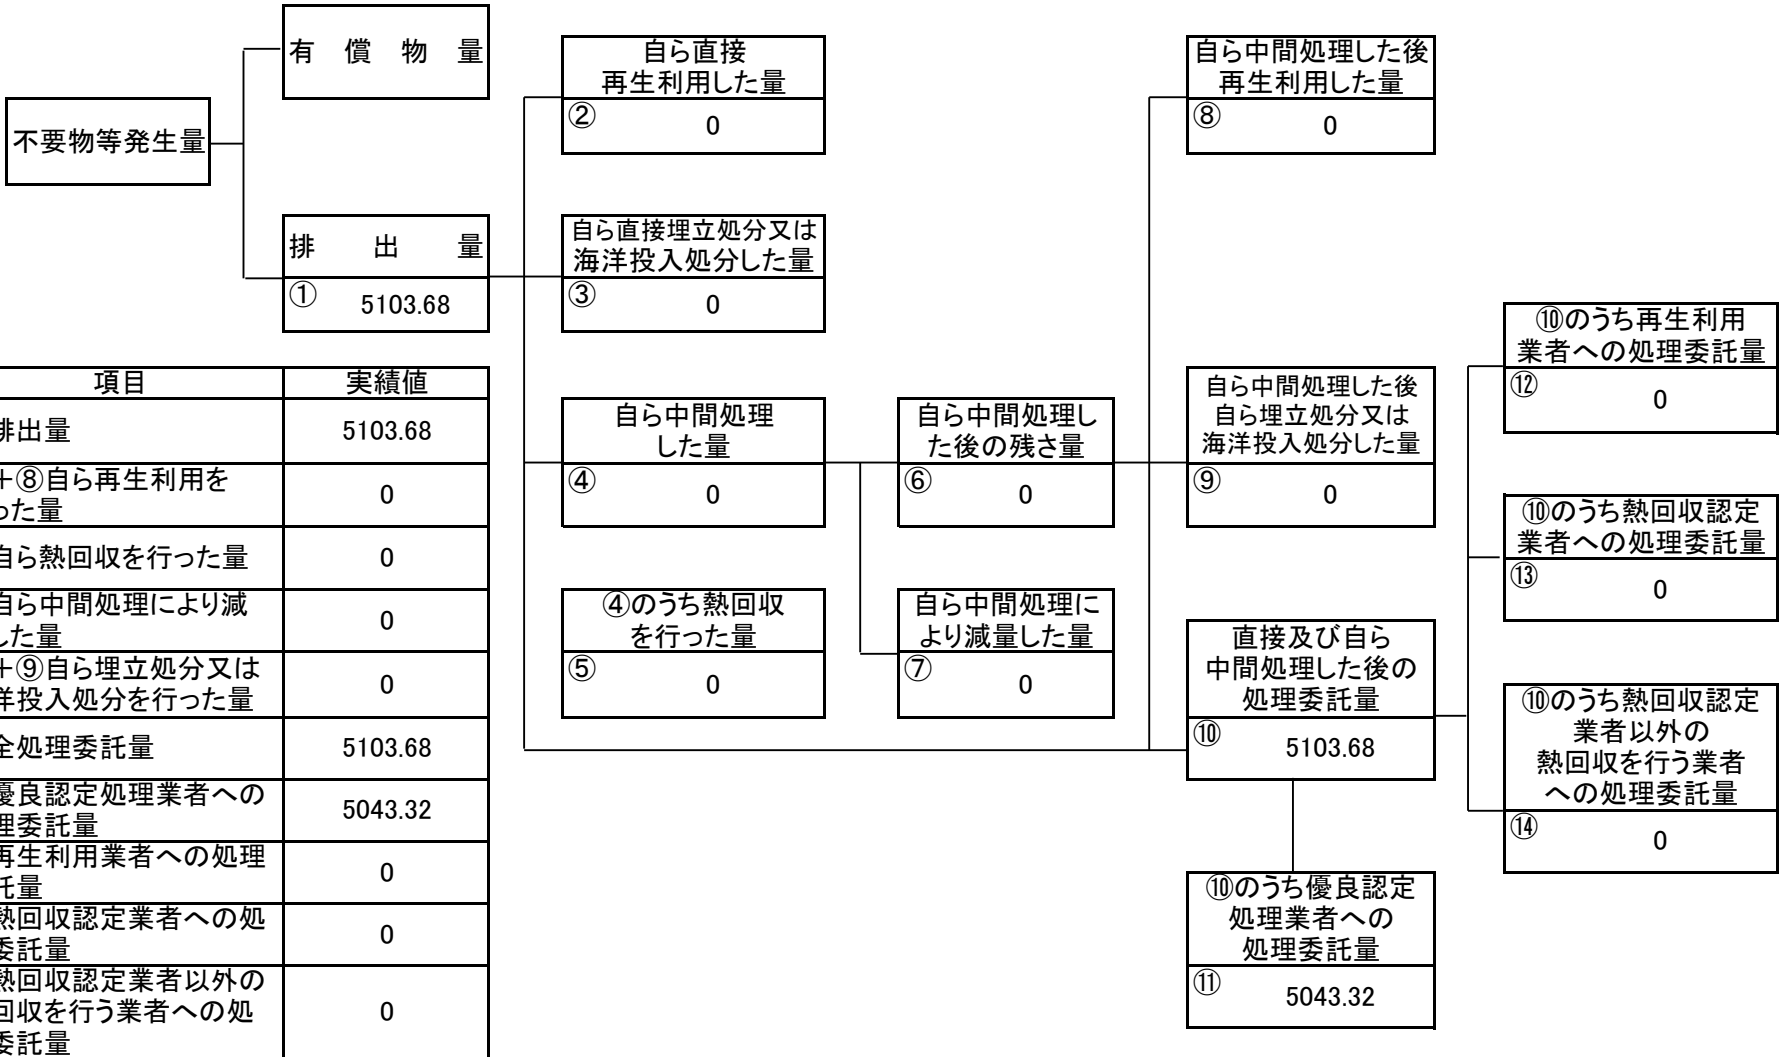 有償物量
不要物等発生量
排出量
① 5103.68
自ら直接
再生利用した量
② 0
自ら直接埋立処分又は
海洋投入処分した量
③ 0
自ら中間処理
した量
④ 0
④のうち熱回収
を行った量
⑤ 0
自ら中間処理し
た後の残さ量
⑥ 0
自ら中間処理に
より減量した量
⑦ 0
自ら中間処理した後
再生利用した量
⑧ 0
自ら中間処理した後
自ら埋立処分又は
海洋投入処分した量
⑨ 0
直接及び自ら
中間処理した後の
処理委託量
⑩ 5103.68
⑩のうち優良認定
処理業者への
処理委託量
⑪ 5043.32
⑩のうち再生利用
業者への処理委託量
⑫ 0
⑩のうち熱回収認定
業者への処理委託量
⑬ 0
⑩のうち熱回収認定
業者以外の
熱回収を行う業者
への処理委託量
⑭ 0
項目 実績値
排出量 5103.68
+⑧自ら再生利用を
った量 0
自ら熱回収を行った量 0
自ら中間処理により減
した量 0
+⑨自ら埋立処分又は
洋投入処分を行った量 0
全処理委託量 5103.68
優良認定処理業者への
理委託量 5043.32
再生利用業者への処理
託量 0
熱回収認定業者への処
委託量 0
熱回収認定業者以外の
回収を行う業者への処
委託量 0